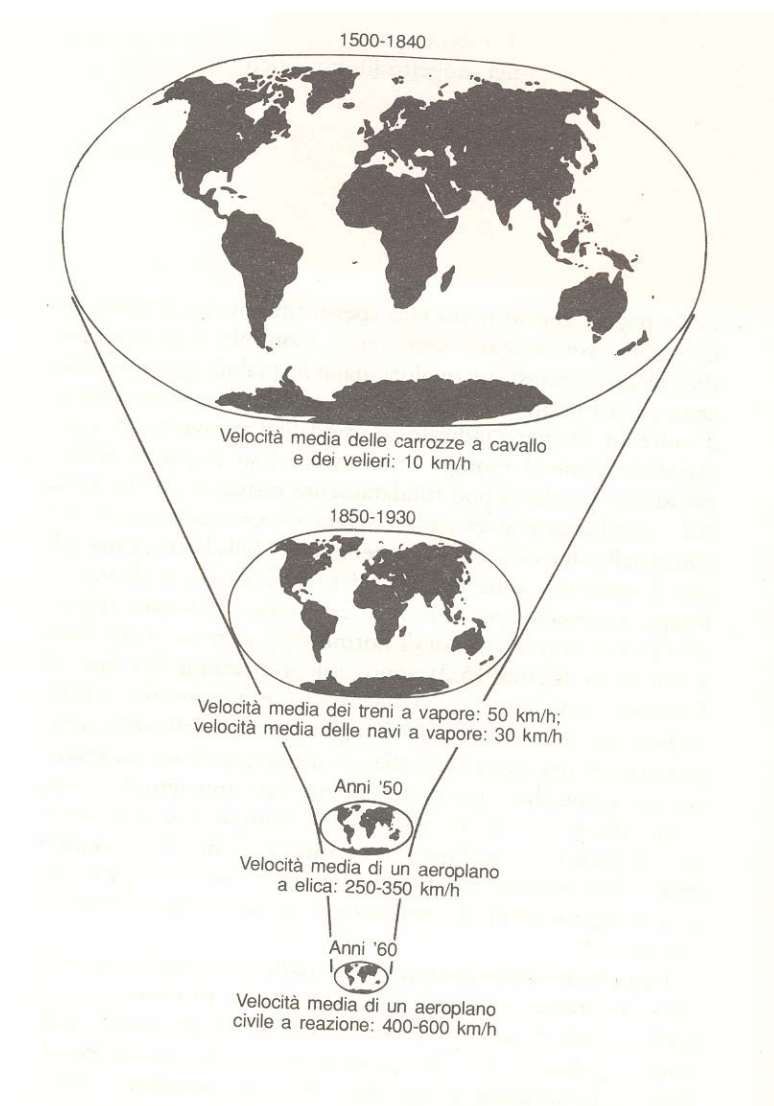 1500-1840
Velocità media delle carrozze a cavallo
e dei velieri: 10 km/h
1850-1930
Velocità media dei treni a vapore: 50 km/h;
velocità media delle navi a vapore: 30 km/h
Anni '50
Velocità media di un aeroplano
a elica: 250-350 km/h
Anni '60
Velocità media di un aeroplano
civile a reazione: 400-600 km/h